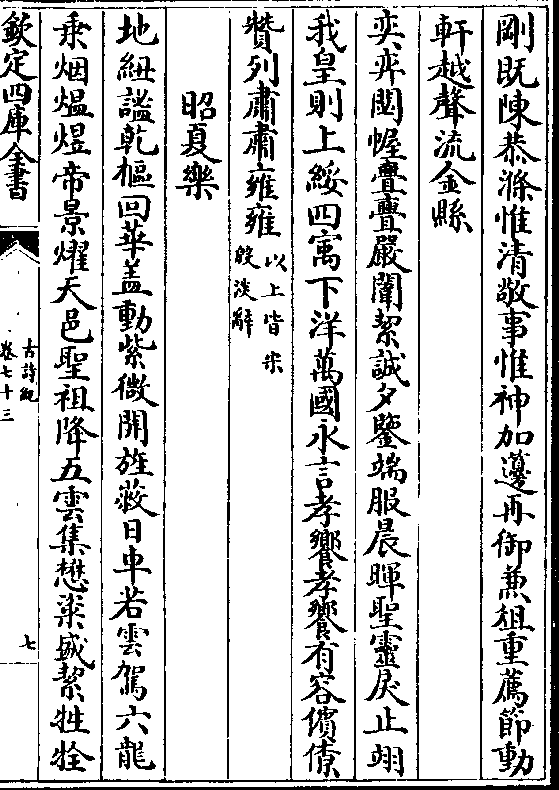 剛既陳恭滌惟清敬事惟神加籩再御兼俎重薦節動
軒越聲流金縣
奕奕閟幄亹亹嚴闈絜誠夕鑒端服晨暉聖靈戾止翊
我皇則上綏四寓下洋萬國永言孝饗孝饗有容儐僚
贊列肅肅雍雍以上皆宋
殷淡辭
昭夏樂
地紐謐乾樞回華盖動紫微開旌蔽日車若雲駕六龍
乗烟熅煜帝景耀天邑聖祖降五雲集懋粢盛絜牲牷
欽定四庫全書
古詩紀
卷七十三
七